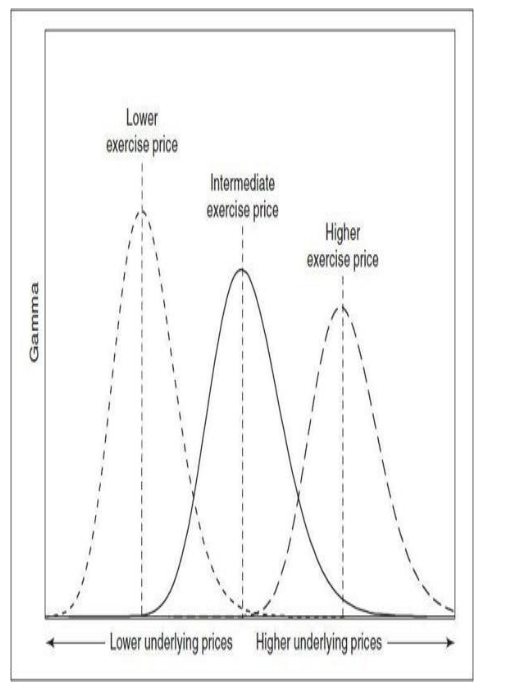 Lower
exercise price
Intermediate
exercise price
Higher
exercise price
Gamma
Lower underlying prices
Higher underlying prices